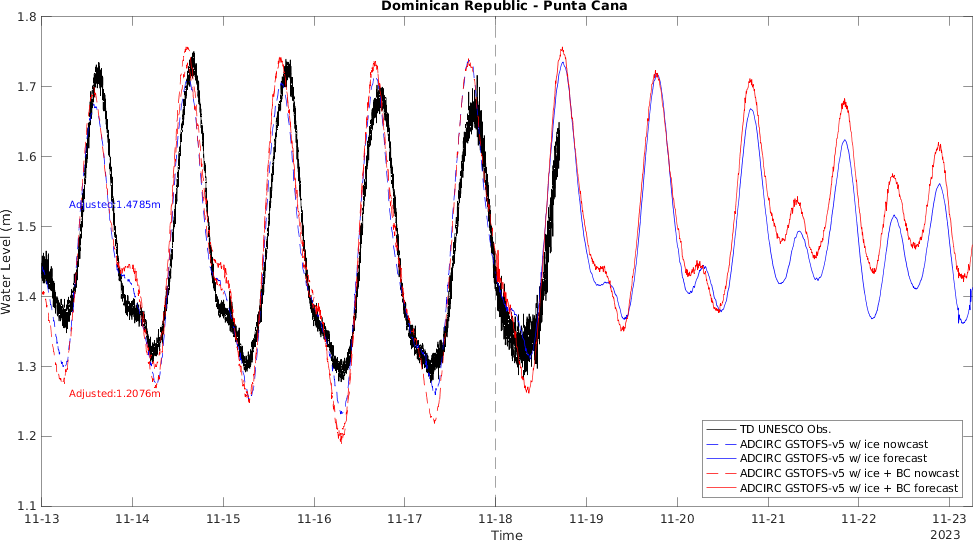 Dominican Republic - Punta Cana
1.8
1.7
1.6
1.5
1.4
1.3
1.2
1.1
Water Level (m)
Adjusted:1.4785m
Adjusted:1.2076m
TD UNESCO Obs.
ADCIRC GSTOFS-v5 w/ ice nowcast
ADCIRC GSTOFS-v5 w/ ice forecast
ADCIRC GSTOFS-v5 w/ ice + BC nowcast
ADCIRC GSTOFS-v5 w/ ice + BC forecast
11-13 11-14 11-15 11-16 11-17 11-18 11-19 11-20 11-21 11-22 11-23
2023
Time